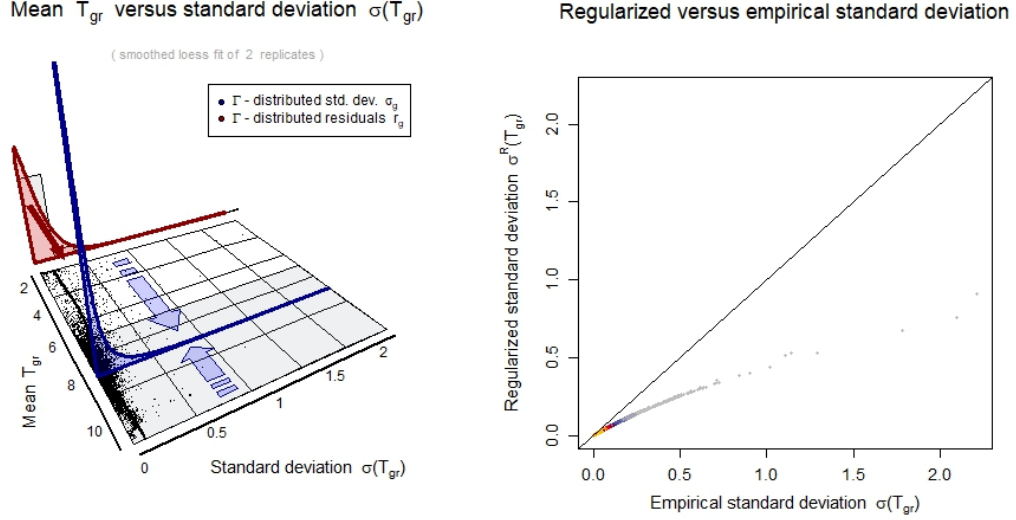 Mean T_gr versus standard deviation σ(T_gr)
( smoothed loess fit of 2 replicates )
Γ - distributed std. dev. σ_g
Γ - distributed residuals r_g
2
4
6
8
10
Mean T_gr
0
0.5
1
1.5
2
Standard deviation σ(T_gr)
Regularized versus empirical standard deviation
Regularized standard deviation σ^R(T_gr)
2.0
1.5
1.0
0.5
0.0
0.0 0.5 1.0 1.5 2.0
Empirical standard deviation σ(T_gr)